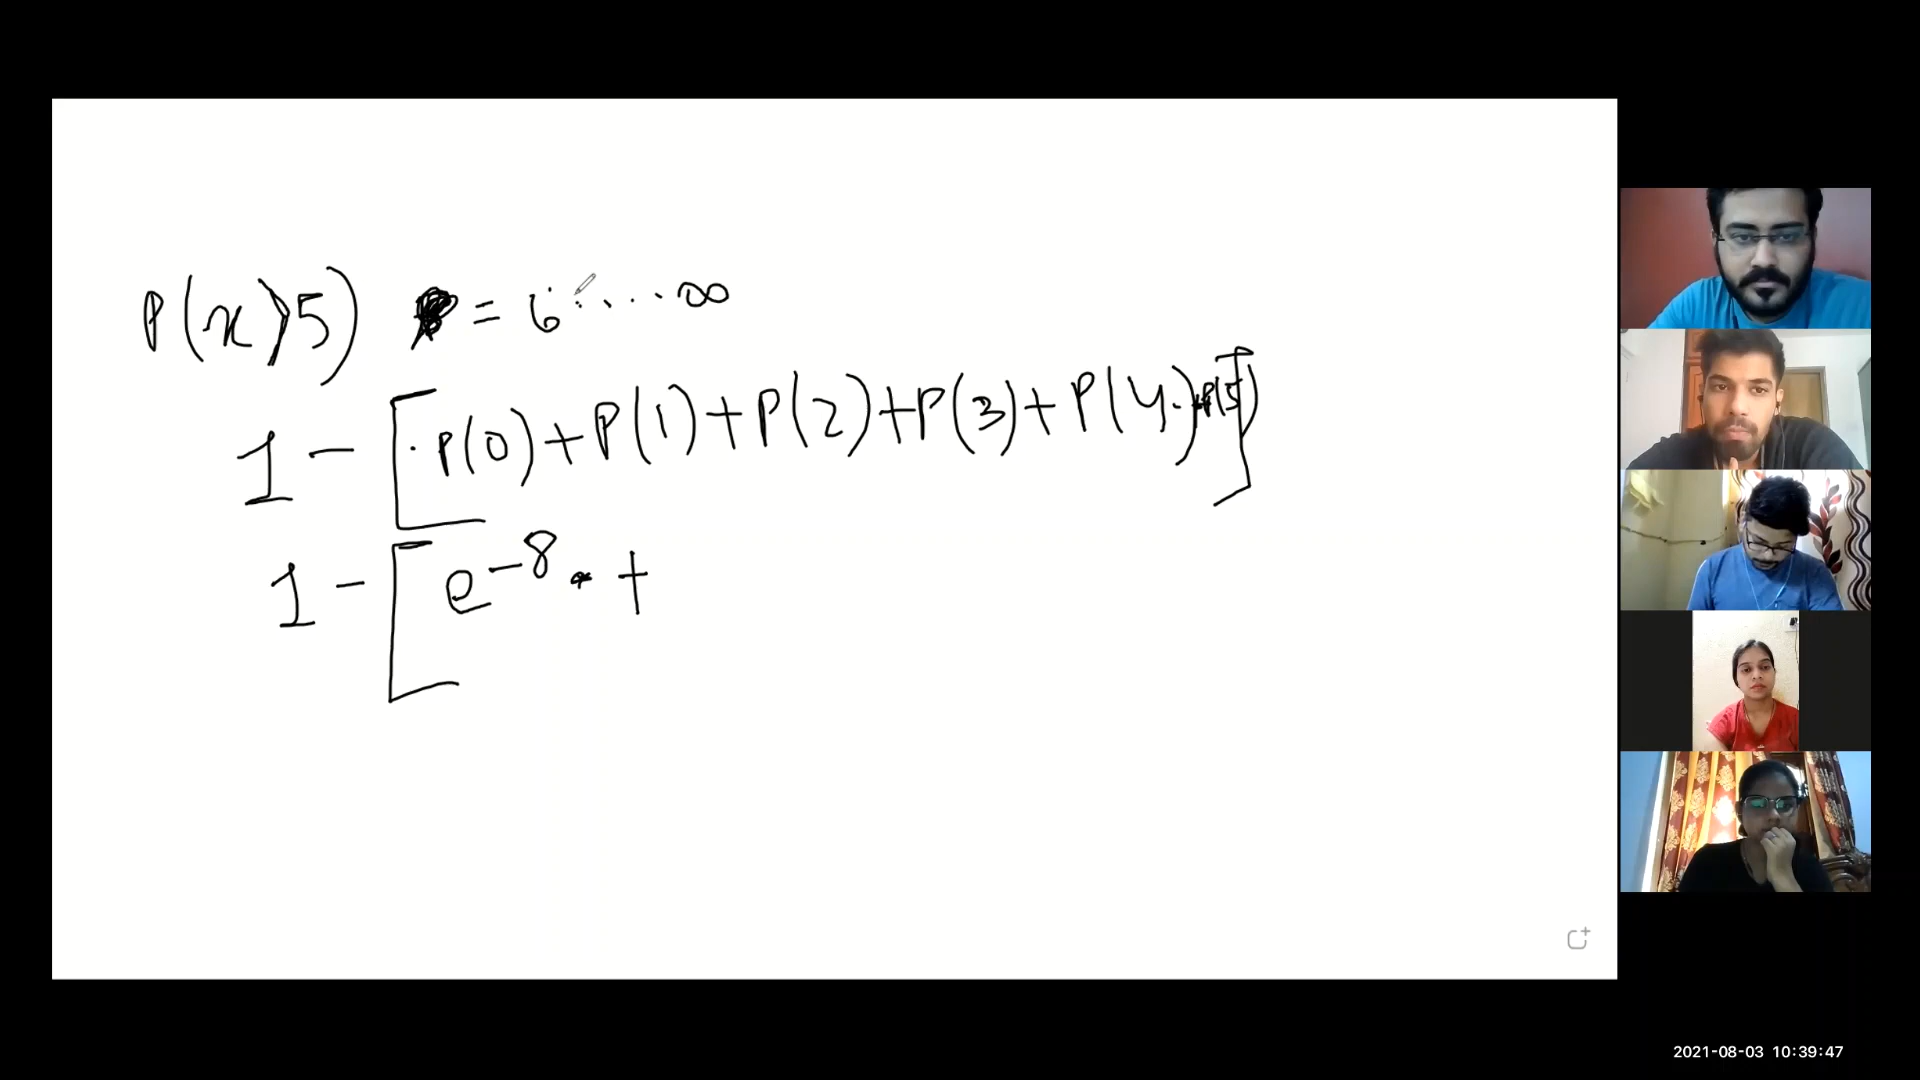 P(x>5) = 6 .... ∞
1 - [P(0)+P(1)+P(2)+P(3)+P(4)+P(5)]
1 - [e^-8 . +
2021-08-03 10:39:47